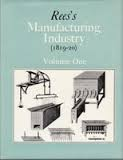 Rees's
Manufacturing
Industry
(1819-20)
Volume One